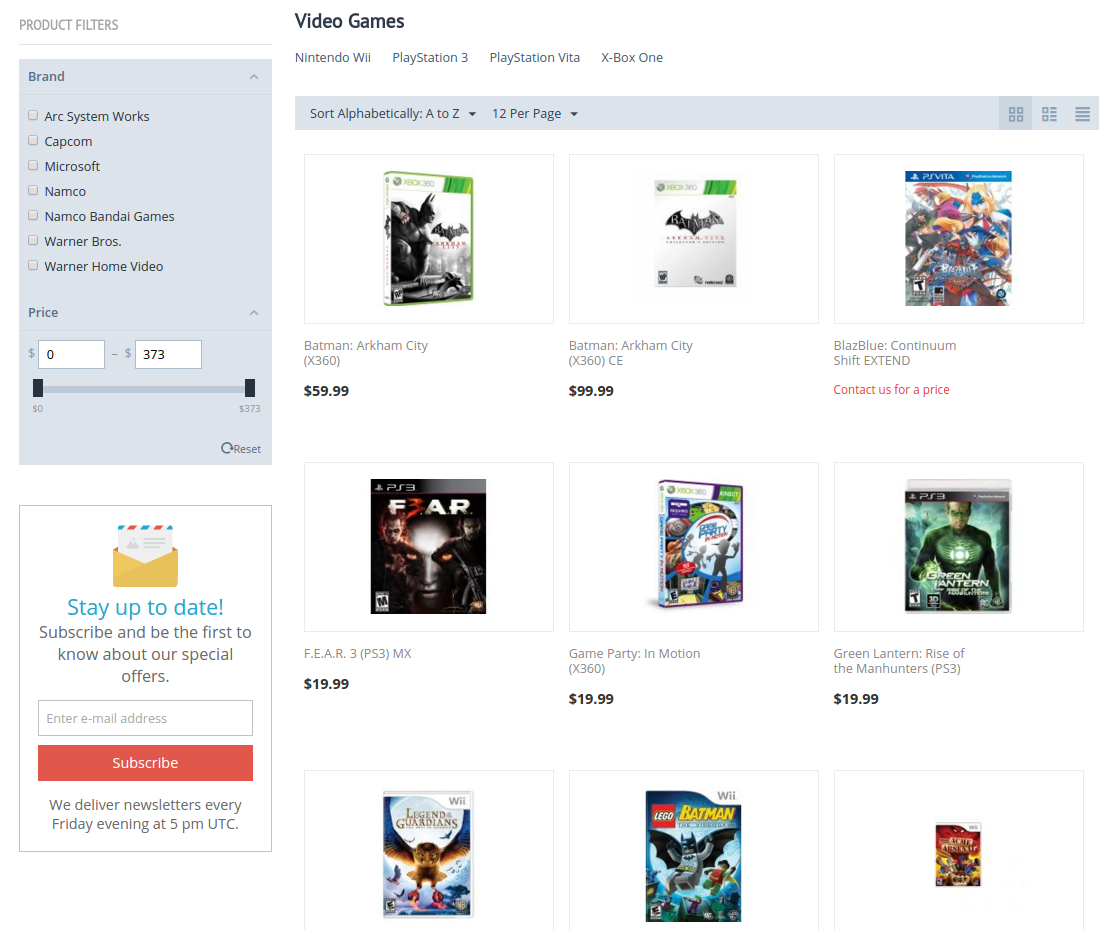 PRODUCT FILTERS
Brand
Arc System Works
Capcom
Microsoft
Namco
Namco Bandai Games
Warner Bros.
Warner Home Video
Price
$ 0 – $ 373
$0 $373
Reset
Stay up to date!
Subscribe and be the first to
know about our special
offers.
Enter e-mail address
Subscribe
We deliver newsletters every
Friday evening at 5 pm UTC.
Video Games
Nintendo Wii PlayStation 3 PlayStation Vita X-Box One
Sort Alphabetically: A to Z 12 Per Page
XBOX 360
BATMAN
ARKHAM
CITY
Batman: Arkham City
(X360)
$59.99
XBOX 360
BATMAN
ARKHAM CITY
COLLECTOR'S EDITION
Batman: Arkham City
(X360) CE
$99.99
PSVITA PlayStation Network
BlazBlue: Continuum
Shift EXTEND
Contact us for a price
PS3
F3AR
F.E.A.R. 3 (PS3) MX
$19.99
XBOX 360 KINECT
GAME
PARTY
IN MOTION
Game Party: In Motion
(X360)
$19.99
PS3
GREEN
LANTERN
RISE OF THE
MANHUNTERS
Green Lantern: Rise of
the Manhunters (PS3)
$19.99
Wii
LEGEND OF THE
GUARDIANS
Wii
LEGO BATMAN
THE VIDEOGAME
Wii
ACME
ARSENAL